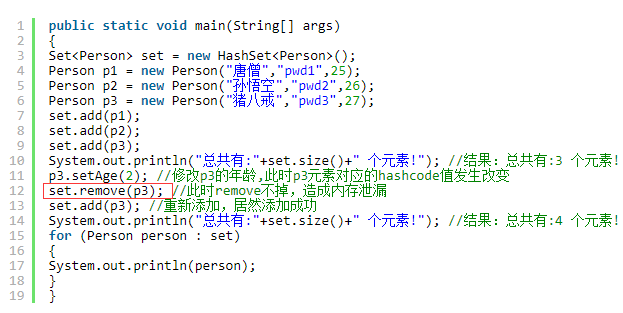 1 public static void main(String[] args)
2 {
3 Set<Person> set = new HashSet<Person>();
4 Person p1 = new Person("唐僧","pwd1",25);
5 Person p2 = new Person("孙悟空","pwd2",26);
6 Person p3 = new Person("猪八戒","pwd3",27);
7 set.add(p1);
8 set.add(p2);
9 set.add(p3);
10 System.out.println("总共有:"+set.size()+" 个元素!"); //结果：总共有:3 个元素!
11 p3.setAge(2); //修改p3的年龄,此时p3元素对应的hashcode值发生改变
12 set.remove(p3); //此时remove不掉，造成内存泄漏
13 set.add(p3); //重新添加，居然添加成功
14 System.out.println("总共有:"+set.size()+" 个元素!"); //结果：总共有:4 个元素!
15 for (Person person : set)
16 {
17 System.out.println(person);
18 }
19 }